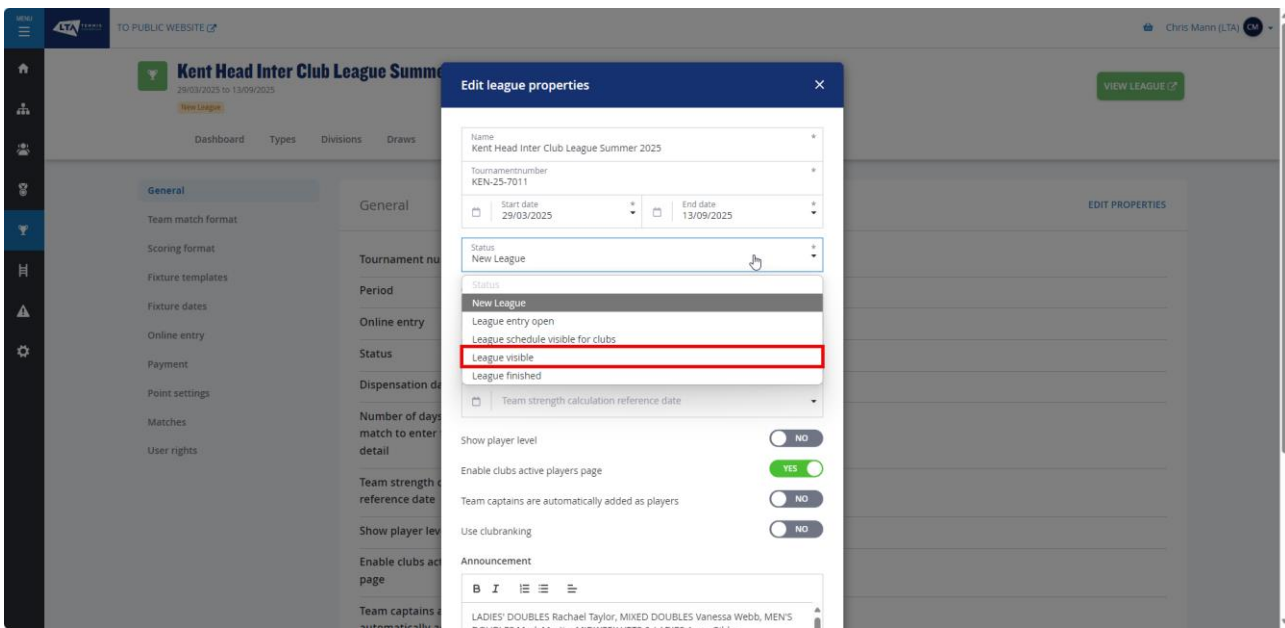 MENU
LTA TENNIS
TO PUBLIC WEBSITE
Chris Mann (LTA) CM
Kent Head Inter Club League Summe
29/03/2025 to 13/09/2025
New League
VIEW LEAGUE
Dashboard Types Divisions Draws
Edit league properties
Name *
Kent Head Inter Club League Summer 2025
Tournamentnumber *
KEN-25-7011
Start date *
29/03/2025
End date *
13/09/2025
Status *
New League
Status
New League
League entry open
League schedule visible for clubs
League visible
League finished
Team strength calculation reference date
Show player level NO
Enable clubs active players page YES
Team captains are automatically added as players NO
Use clubranking NO
Announcement
B I
LADIES' DOUBLES Rachael Taylor, MIXED DOUBLES Vanessa Webb, MEN'S
General
Team match format
Scoring format
Fixture templates
Fixture dates
Online entry
Payment
Point settings
Matches
User rights
General
EDIT PROPERTIES
Tournament nu
Period
Online entry
Status
Dispensation da
Number of days
match to enter
detail
Team strength c
reference date
Show player lev
Enable clubs act
page
Team captains a